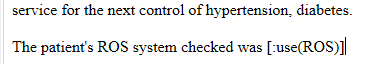 service for the next control of hypertension, diabetes.
The patient's ROS system checked was [:use(ROS)]